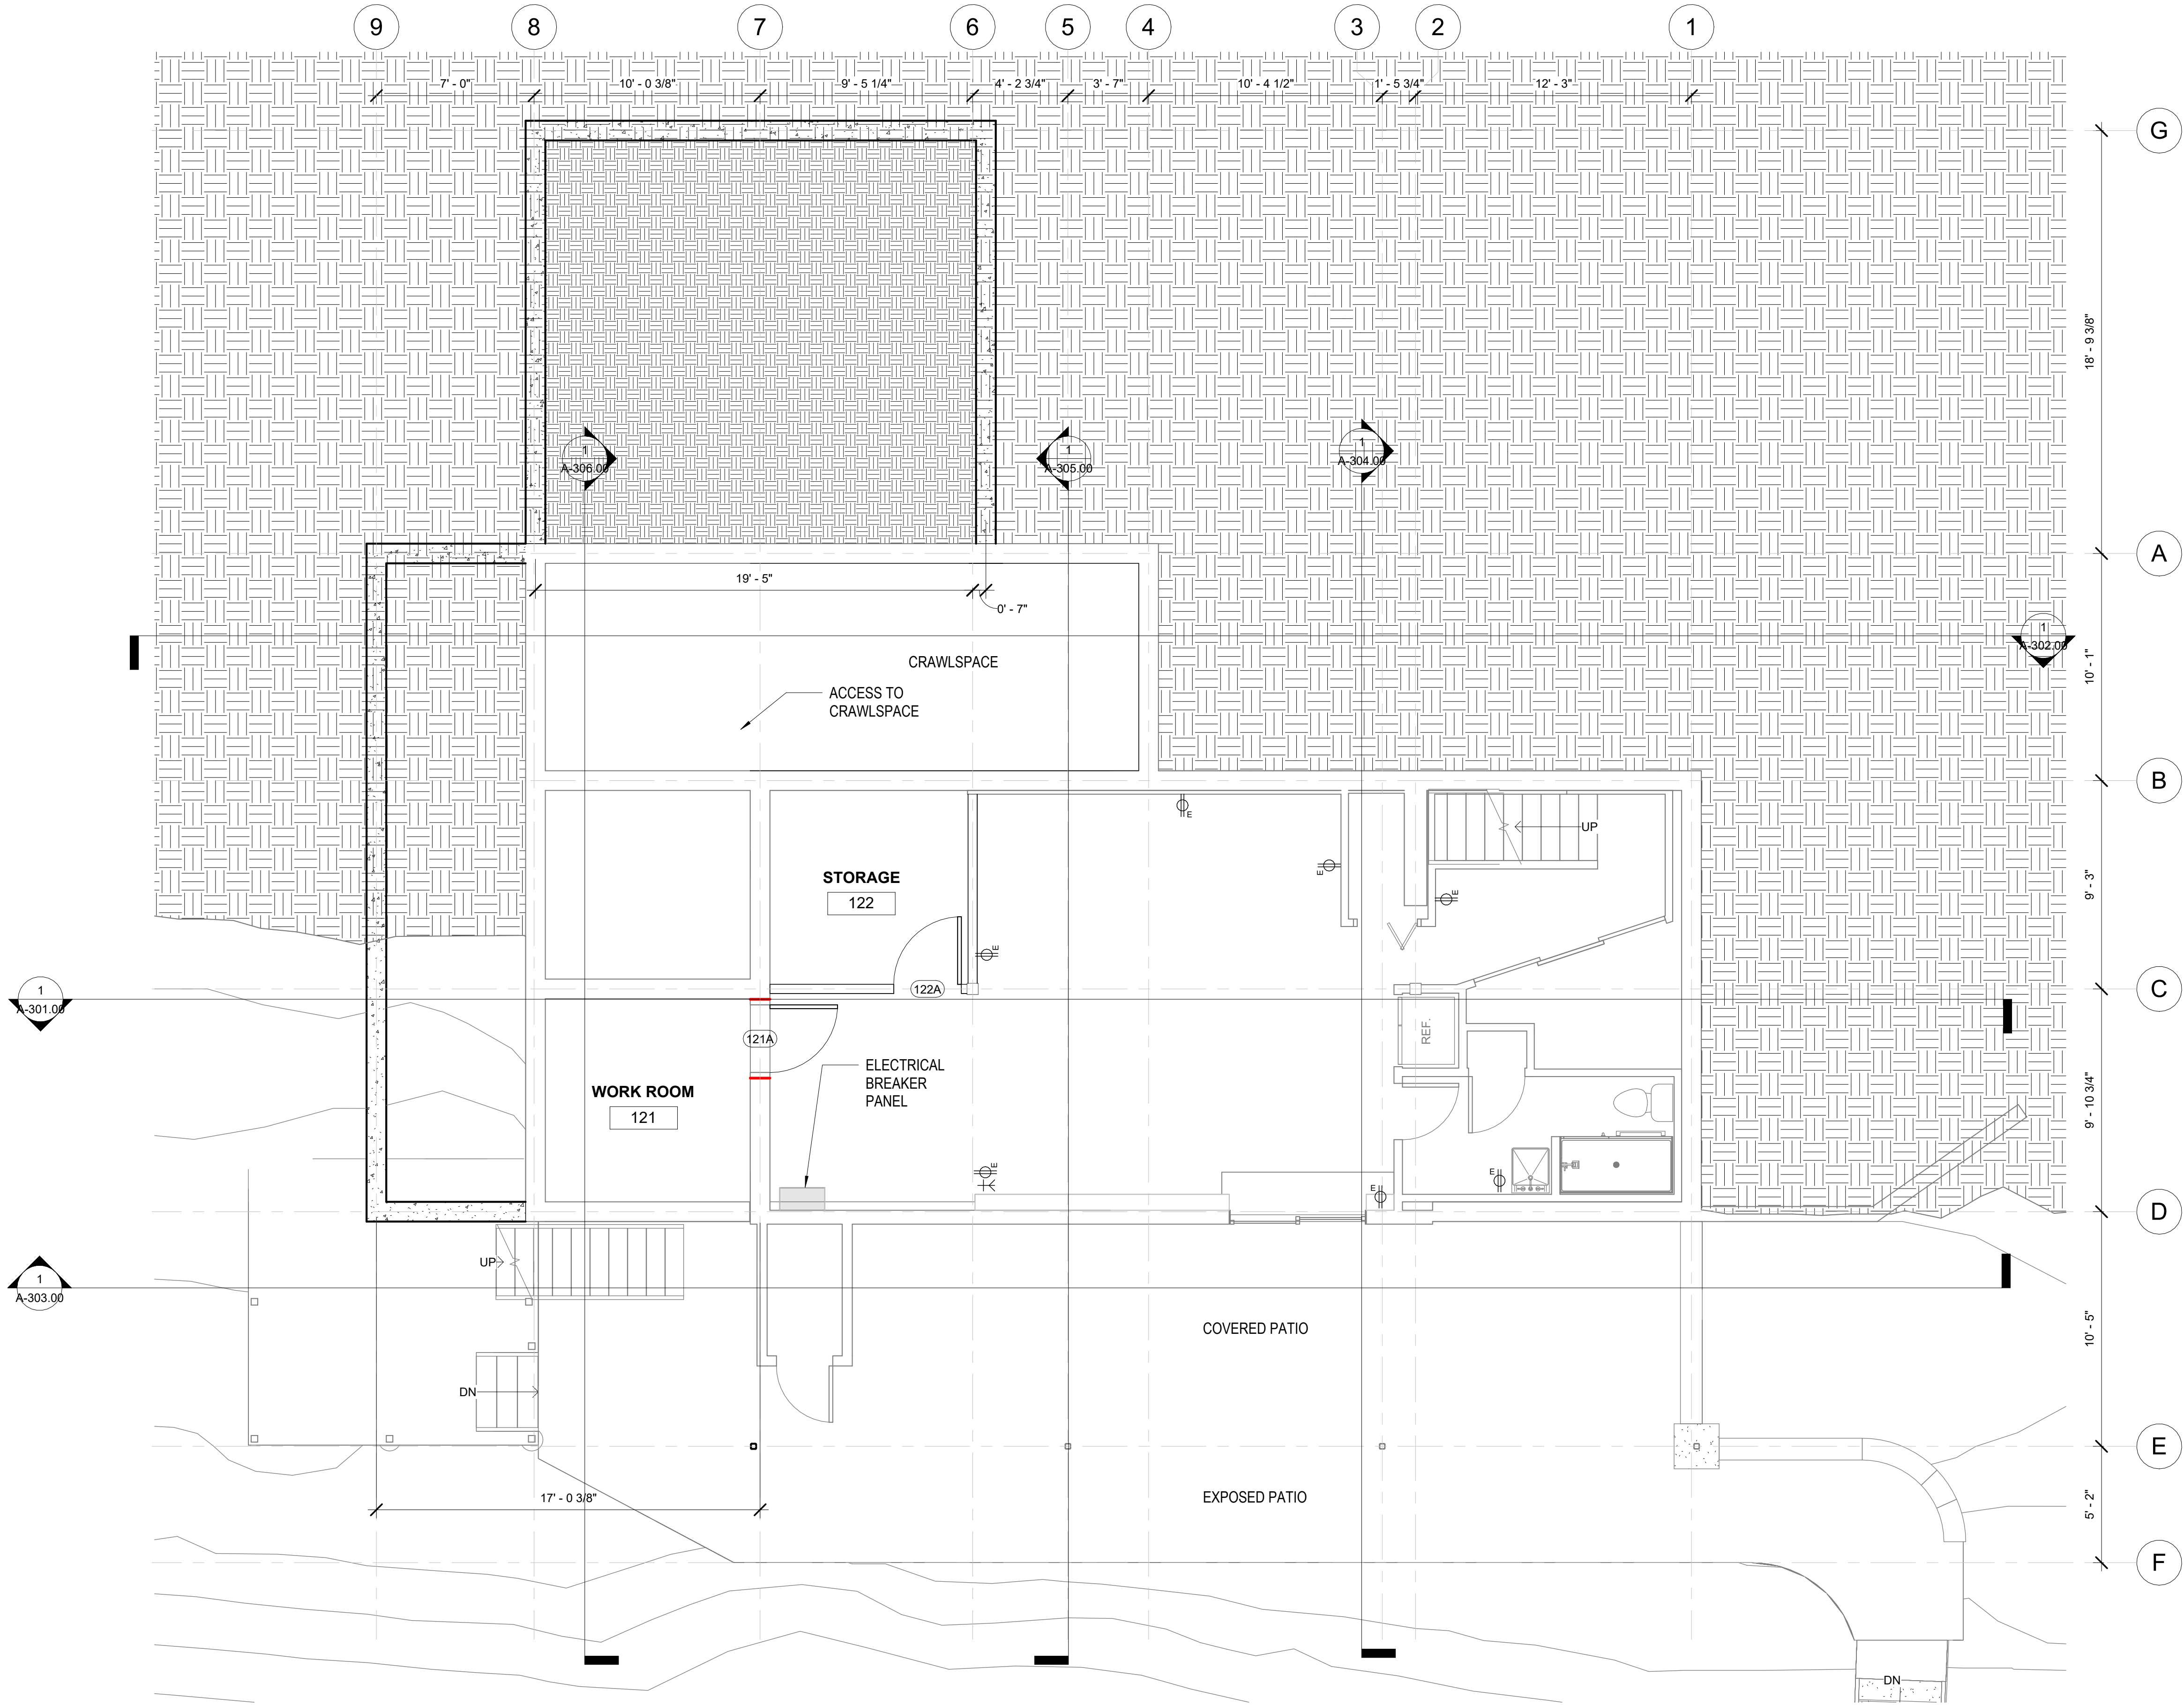 9 8 7 6 5 4 3 2 1
7' - 0" 10' - 0 3/8" 9' - 5 1/4" 4' - 2 3/4" 3' - 7" 10' - 4 1/2" 1' - 5 3/4" 12' - 3"
G
18' - 9 3/8"
1
A-306.00
1
A-305.00
1
A-304.00
A
19' - 5"
0' - 7"
1
A-302.00
10' - 1"
CRAWLSPACE
ACCESS TO
CRAWLSPACE
B
E
UP
E
E
STORAGE
122
9' - 3"
E
122A
C
1
A-301.00
121A
REF.
ELECTRICAL
BREAKER
PANEL
WORK ROOM
121
9' - 10 3/4"
E
E
E
D
UP
1
A-303.00
COVERED PATIO
10' - 5"
DN
E
17' - 0 3/8"
EXPOSED PATIO
5' - 2"
F
DN